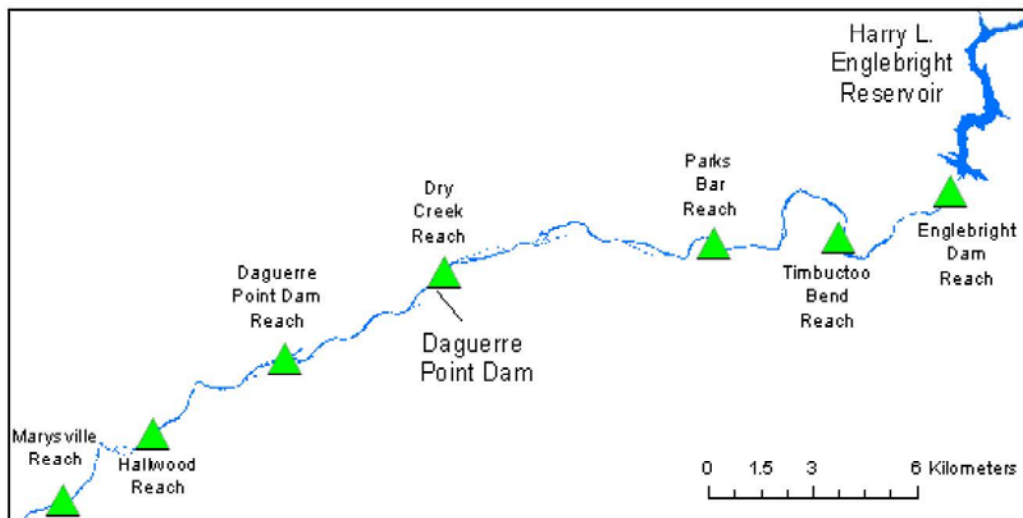 Harry L.
Englebright
Reservoir
Parks
Bar
Reach
Dry
Creek
Reach
Englebright
Dam
Reach
Timbuctoo
Bend
Reach
Daguerre
Point Dam
Reach
Daguerre
Point Dam
Marysville
Reach
Hallwood
Reach
0 1.5 3 6 Kilometers